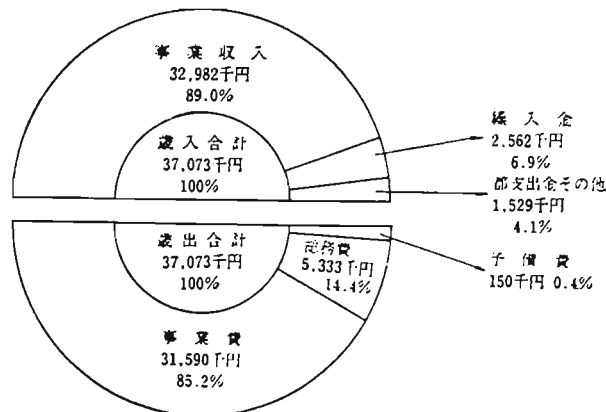 事業収入
32,982千円
89.0%
歳入合計
37,073千円
100%
繰入金
2.562千円
6.9%
都支出金その他
1,529千円
4.1%
歳出合計
37,073千円
100%
総務費
5,333千円
14.4%
予備費
150千円 0.4%
事業費
31,590千円
85.2%